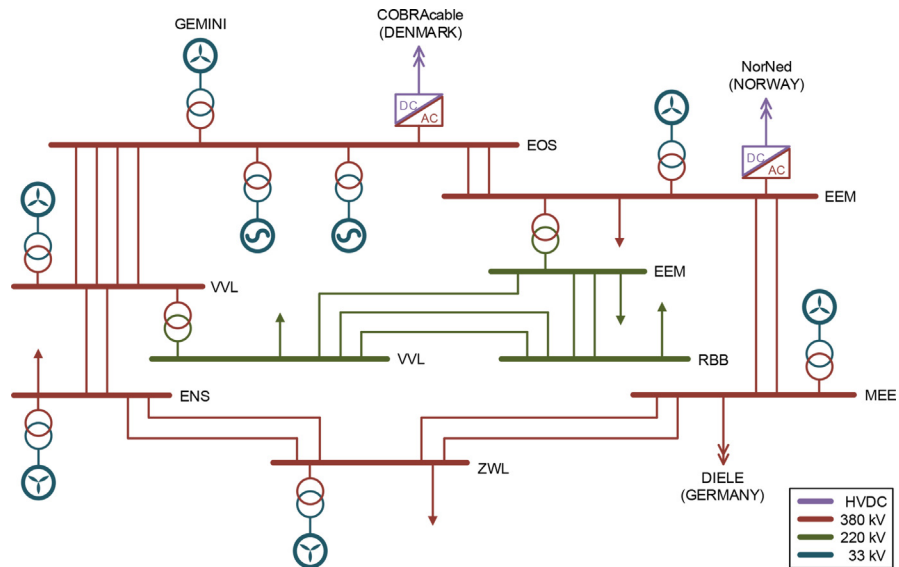 GEMINI
COBRAcable
(DENMARK)
NorNed
(NORWAY)
DC
AC
DC
AC
EOS
EEM
VVL
EEM
VVL
RBB
ENS
MEE
ZWL
DIELE
(GERMANY)
HVDC
380 kV
220 kV
33 kV